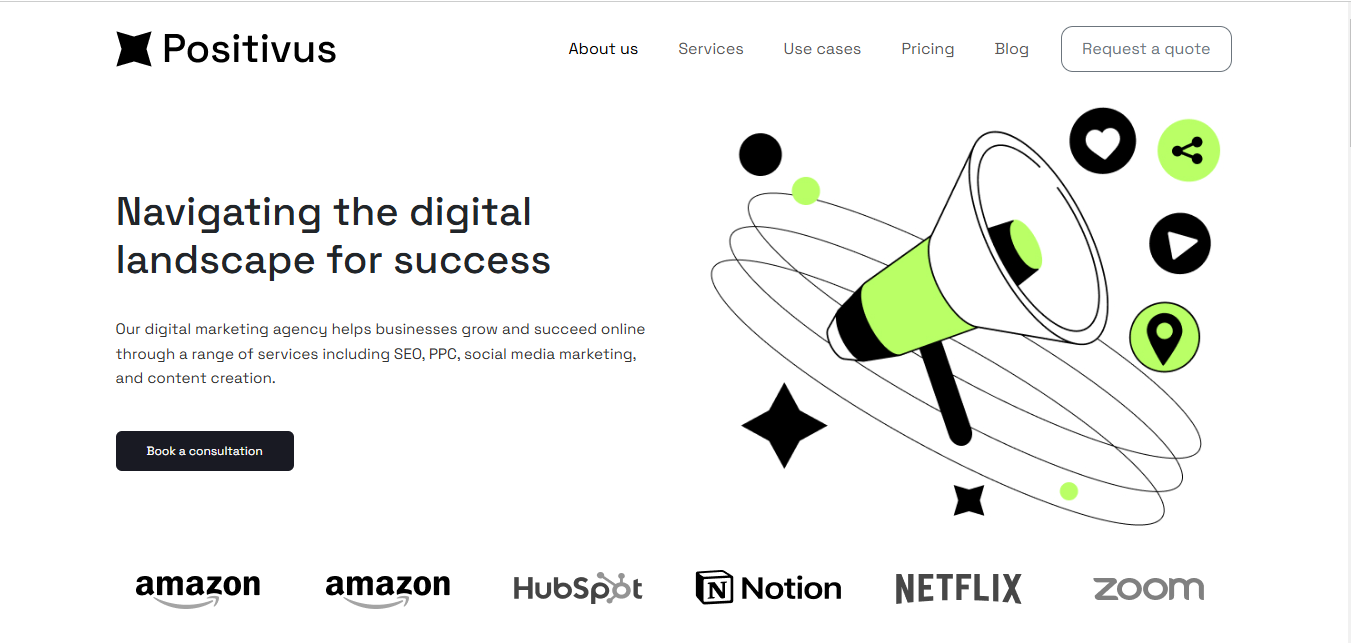 Positivus
About us Services Use cases Pricing Blog Request a quote
Navigating the digital
landscape for success
Our digital marketing agency helps businesses grow and succeed online
through a range of services including SEO, PPC, social media marketing,
and content creation.
Book a consultation
amazon amazon HubSpot Notion NETFLIX zoom